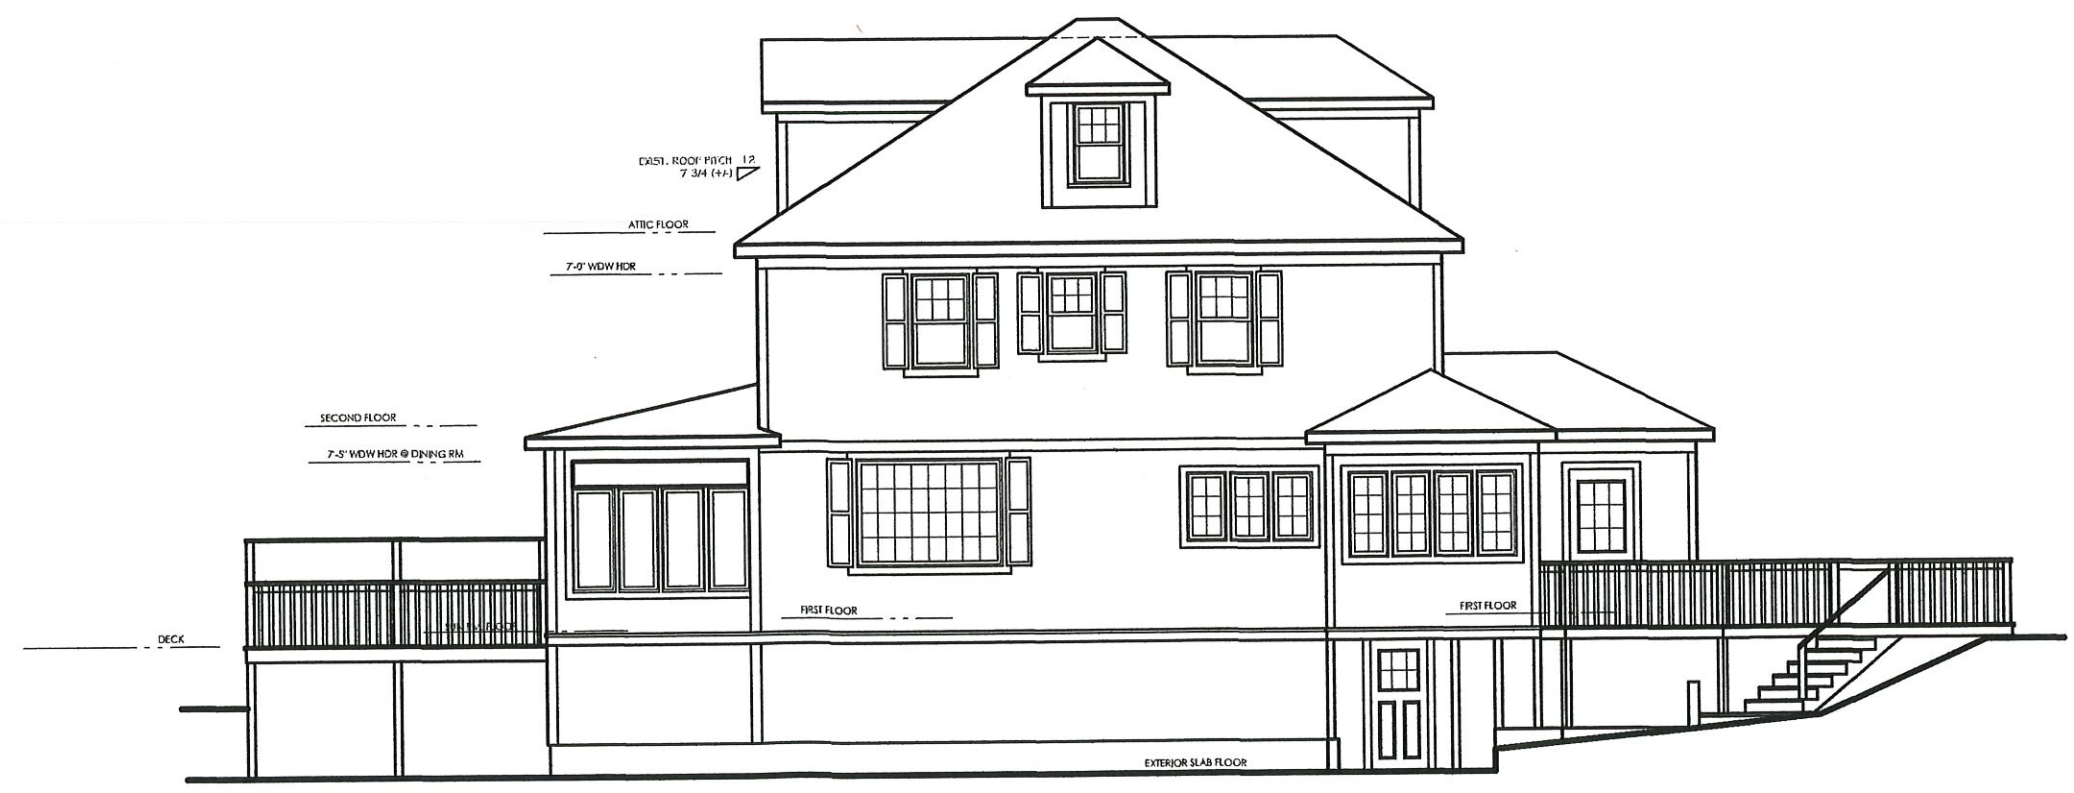 EXIST. ROOF PITCH 12
7 3/4 (+/-)
ATTIC FLOOR
7'-0" WDW HDR
SECOND FLOOR
7'-5" WDW HDR @ DINING RM
FIRST FLOOR
FIRST FLOOR
FLOOR
DECK
EXTERIOR SLAB FLOOR